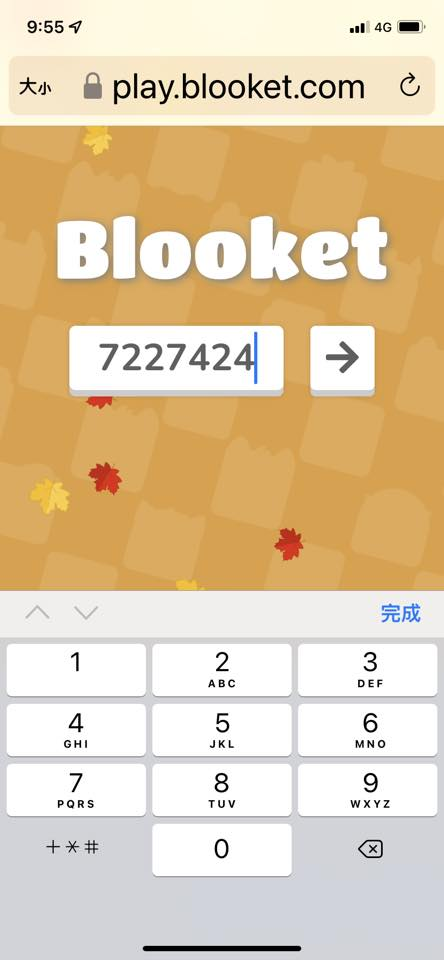 9:55 4G
大小 play.blooket.com
Blooket
7227424
完成
1 2 3
ABC DEF
4 5 6
GHI JKL MNO
7 8 9
PQRS TUV WXYZ
+*# 0